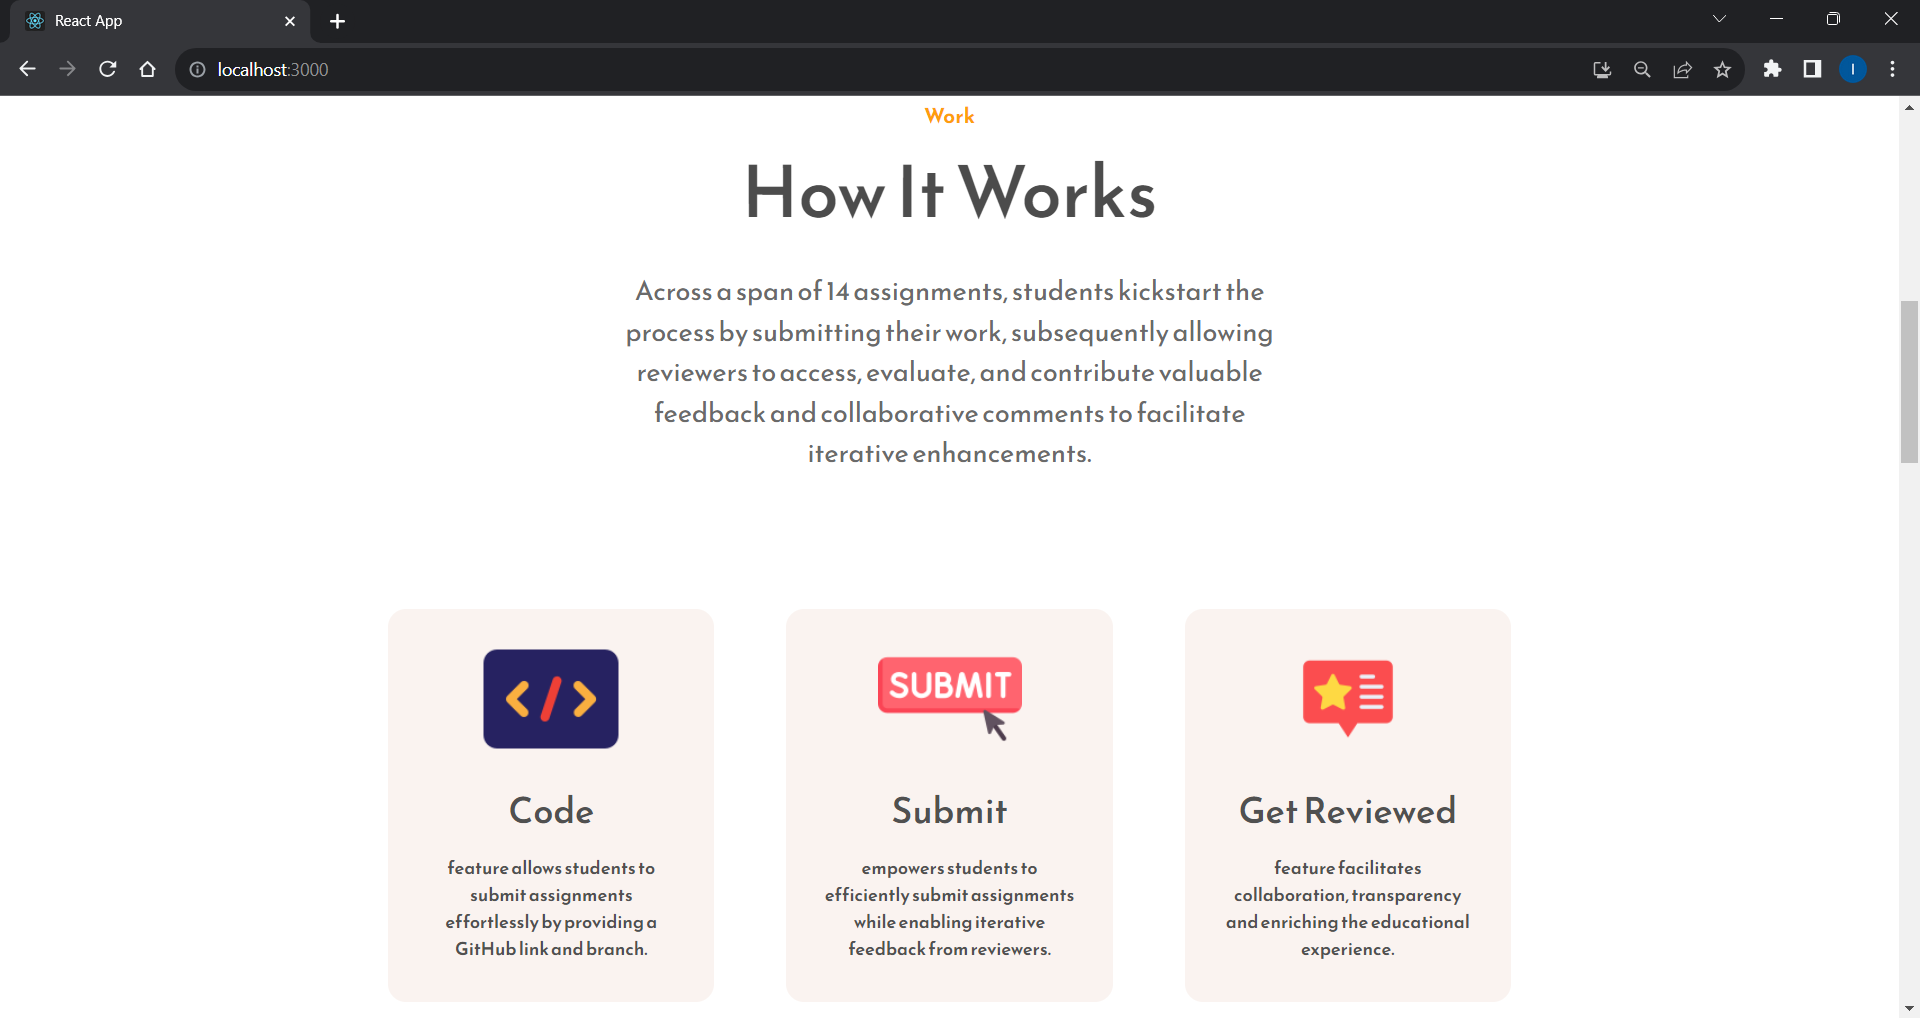 React App
localhost:3000
I
Work
How It Works
Across a span of 14 assignments, students kickstart the
process by submitting their work, subsequently allowing
reviewers to access, evaluate, and contribute valuable
feedback and collaborative comments to facilitate
iterative enhancements.
</>
SUBMIT
Code
feature allows students to
submit assignments
effortlessly by providing a
GitHub link and branch.
Submit
empowers students to
efficiently submit assignments
while enabling iterative
feedback from reviewers.
Get Reviewed
feature facilitates
collaboration, transparency
and enriching the educational
experience.